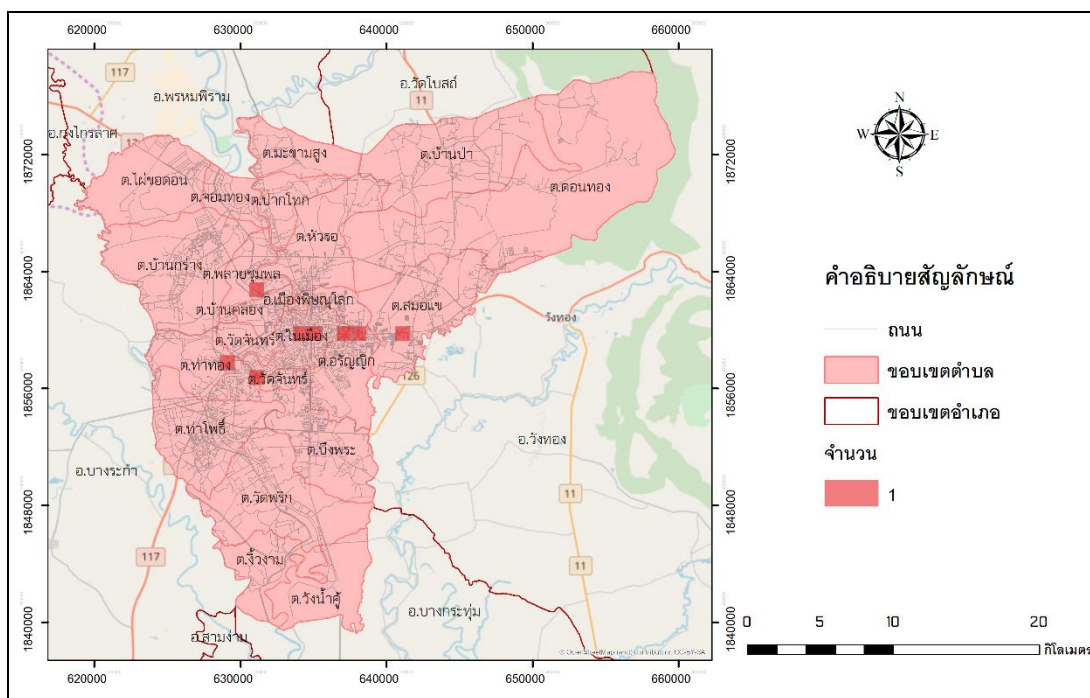 620000 630000 640000 650000 660000
1872000
1864000
1856000
1848000
1840000
117
อ.พรหมพิราม
อ.วัดโบสถ์
11
ต.มะขามสูง
ต.บ้านป่า
ต.ไผ่ขอดอน
ต.จอมทอง
ต.ปากโทก
ต.ดอนทอง
ต.หัวรอ
ต.บ้านกร่าง
ต.พลายชุมพล
อ.เมืองพิษณุโลก
ต.สมอแข
ต.บ้านคลอง
วังทอง
ต.วัดจันทร์
ต.ในเมือง
ต.ท่าทอง
ต.อรัญญิก
ต.วัดจันทร์
126
ต.ท่าโพธิ์
ต.บึงพระ
อ.วังทอง
อ.บางระกำ
ต.วัดพริก
11
117
ต.งิ้วงาม
11
ต.วังน้ำคู้
อ.บางกระทุ่ม
อ.สามง่าม
1872000
1864000
1856000
1848000
1840000
620000 630000 640000 650000 660000
N
W E
S
คำอธิบายสัญลักษณ์
ถนน
ขอบเขตตำบล
ขอบเขตอำเภอ
จำนวน
1
0 5 10 20
กิโลเมตร